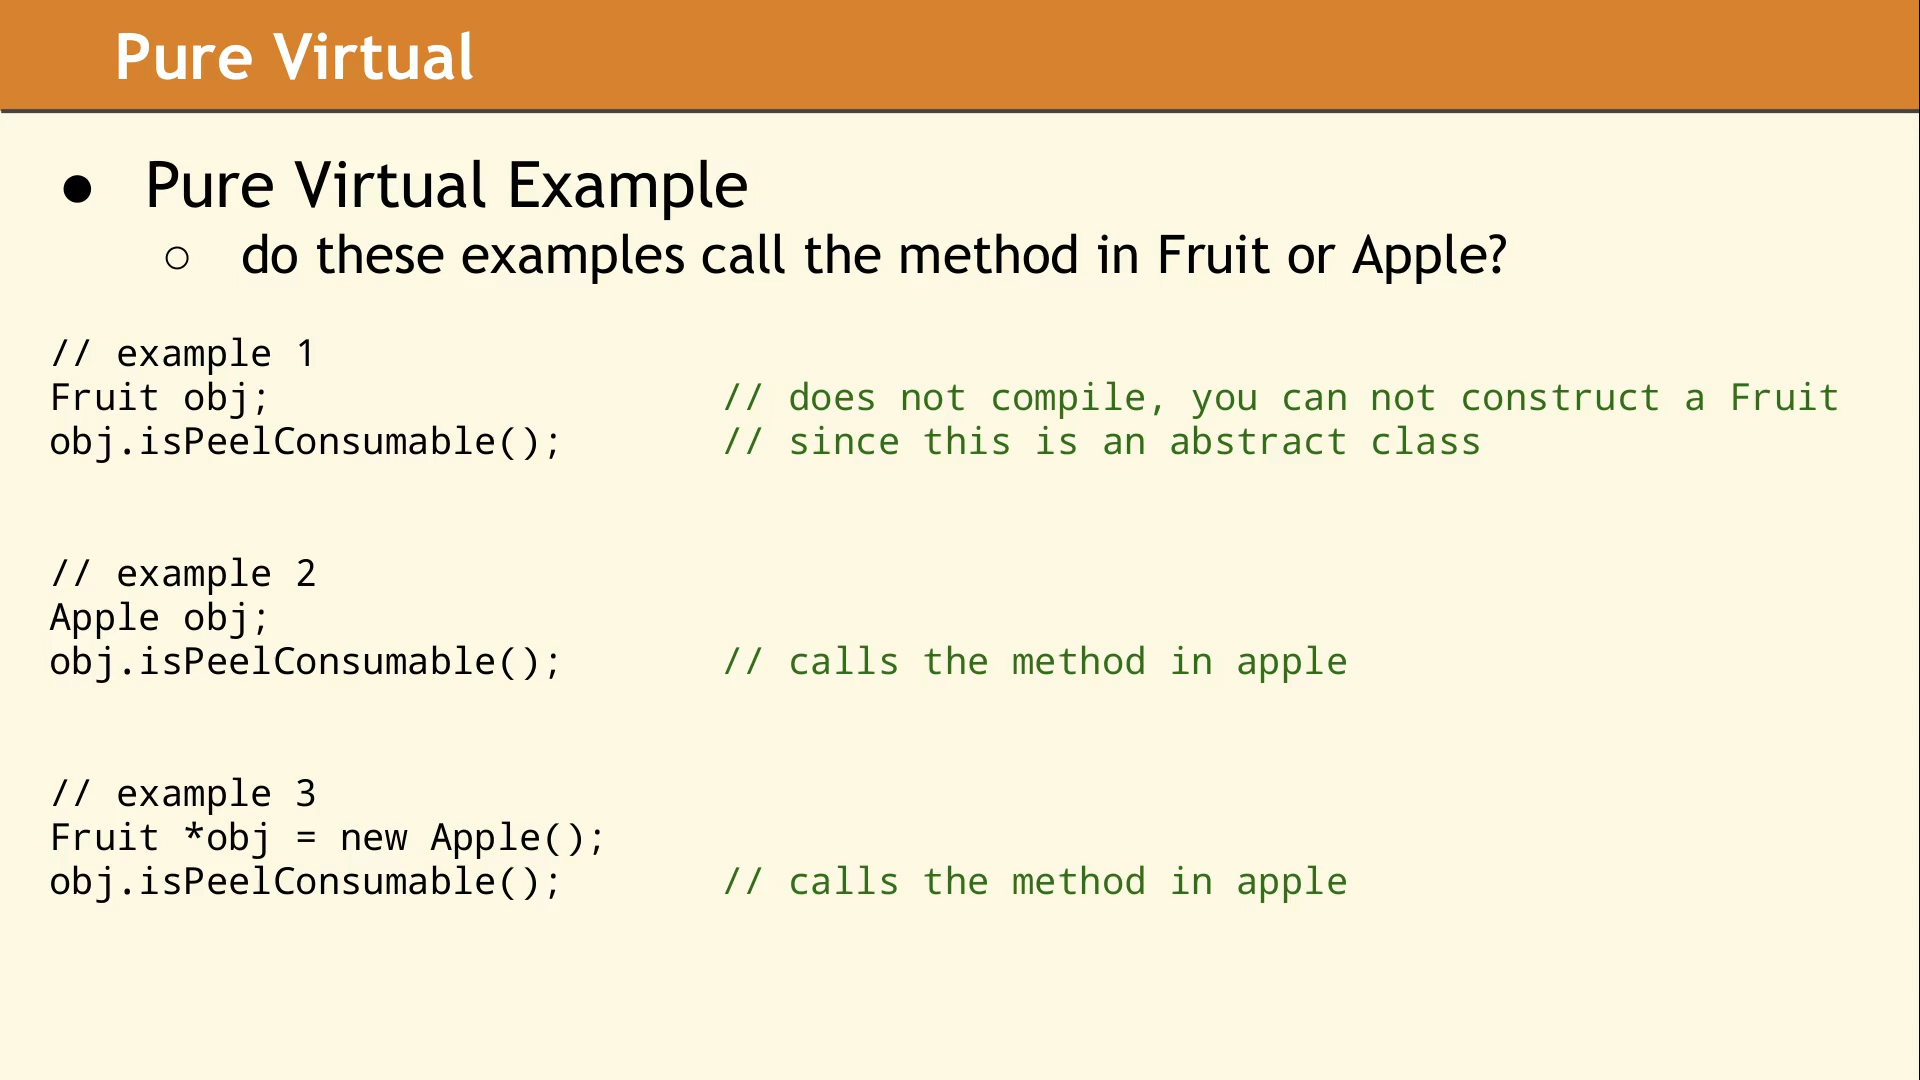 Pure Virtual
● Pure Virtual Example
○ do these examples call the method in Fruit or Apple?
// example 1
Fruit obj; // does not compile, you can not construct a Fruit
obj.isPeelConsumable(); // since this is an abstract class
// example 2
Apple obj;
obj.isPeelConsumable(); // calls the method in apple
// example 3
Fruit *obj = new Apple();
obj.isPeelConsumable(); // calls the method in apple